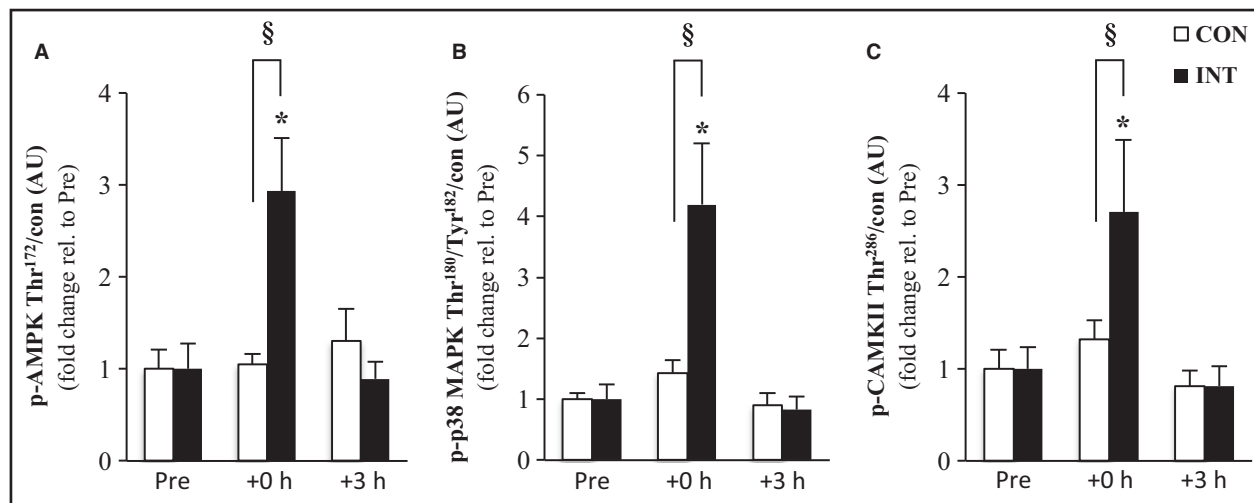 A
§
p-AMPK Thr¹⁷²/con (AU)
(fold change rel. to Pre)
4
3
2
1
0
*
Pre
+0 h
+3 h
B
§
p-p38 MAPK Thr¹⁸⁰/Tyr¹⁸²/con (AU)
(fold change rel. to Pre)
6
5
4
3
2
1
0
*
Pre
+0 h
+3 h
C
§
p-CAMKII Thr²⁸⁶/con (AU)
(fold change rel. to Pre)
4
3
2
1
0
*
Pre
+0 h
+3 h
CON
INT